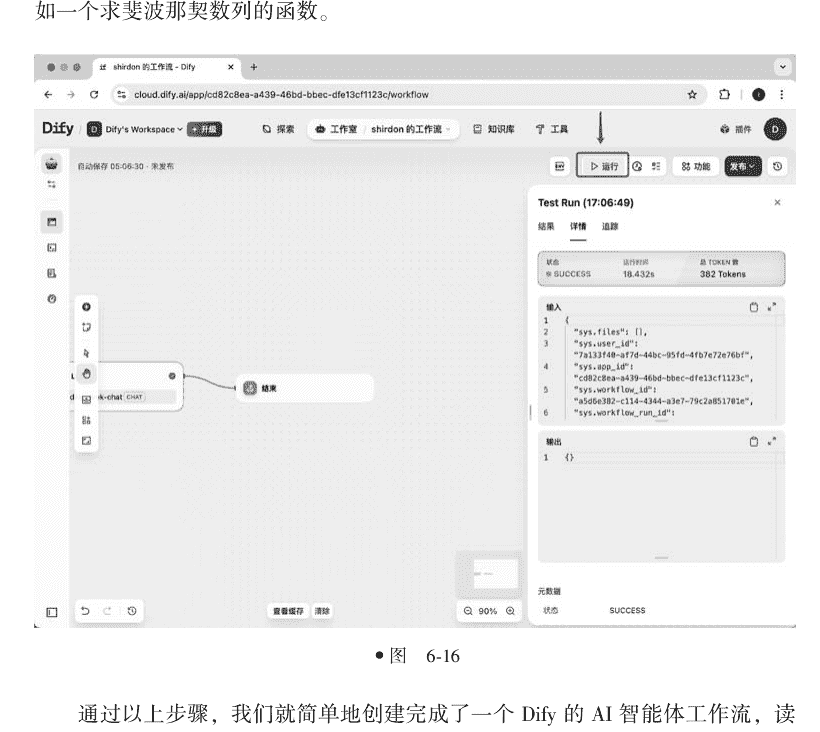 如一个求斐波那契数列的函数。
shirdon 的工作流 - Dify
cloud.dify.ai/app/cd82c8ea-a439-46bd-bbec-dfe13cf1123c/workflow
Dify / D Dify's Workspace 升级 探索 工作室 / shirdon 的工作流 知识库 工具 插件 D
自动保存 05:06:30 · 未发布
运行 功能 发布
Test Run (17:06:49)
结果 详情 追踪
状态 运行时间 总 TOKEN 数
SUCCESS 18.432s 382 Tokens
输入
1 {
2 "sys.files": [],
3 "sys.user_id":
"7a133f40-af7d-44bc-95fd-4fb7e72e76bf",
4 "sys.app_id":
"cd82c8ea-a439-46bd-bbec-dfe13cf1123c",
5 "sys.workflow_id":
"a5d6e382-c114-4344-a3e7-79c2a851701e",
6 "sys.workflow_run_id":
k-chat CHAT
结束
输出
1 {}
元数据
状态 SUCCESS
查看缓存 清除
90%
●图 6-16
通过以上步骤，我们就简单地创建完成了一个 Dify 的 AI 智能体工作流，读